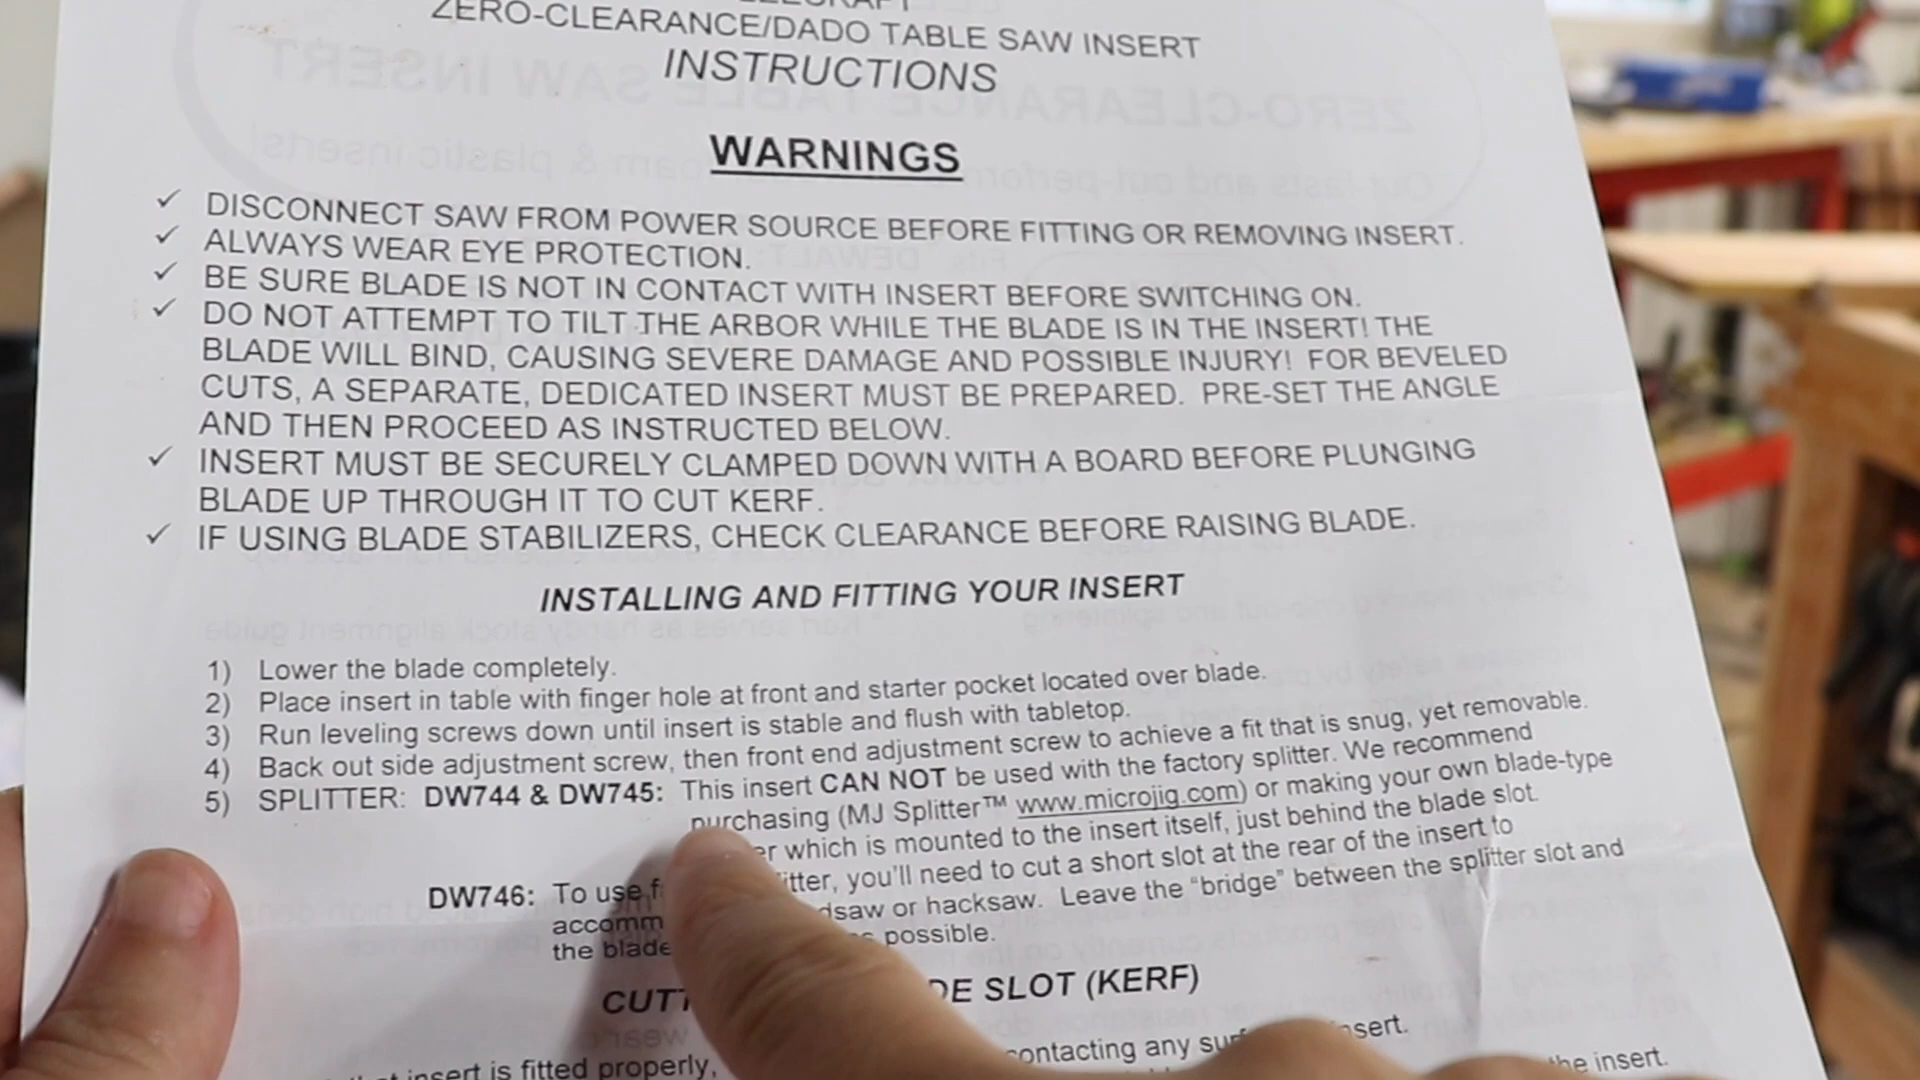 ZERO-CLEARANCE/DADO TABLE SAW INSERT
INSTRUCTIONS
WARNINGS
✓ DISCONNECT SAW FROM POWER SOURCE BEFORE FITTING OR REMOVING INSERT.
✓ ALWAYS WEAR EYE PROTECTION.
✓ BE SURE BLADE IS NOT IN CONTACT WITH INSERT BEFORE SWITCHING ON.
✓ DO NOT ATTEMPT TO TILT THE ARBOR WHILE THE BLADE IS IN THE INSERT! THE
BLADE WILL BIND, CAUSING SEVERE DAMAGE AND POSSIBLE INJURY! FOR BEVELED
CUTS, A SEPARATE, DEDICATED INSERT MUST BE PREPARED. PRE-SET THE ANGLE
AND THEN PROCEED AS INSTRUCTED BELOW.
✓ INSERT MUST BE SECURELY CLAMPED DOWN WITH A BOARD BEFORE PLUNGING
BLADE UP THROUGH IT TO CUT KERF.
✓ IF USING BLADE STABILIZERS, CHECK CLEARANCE BEFORE RAISING BLADE.
INSTALLING AND FITTING YOUR INSERT
1) Lower the blade completely.
2) Place insert in table with finger hole at front and starter pocket located over blade.
3) Run leveling screws down until insert is stable and flush with tabletop.
4) Back out side adjustment screw, then front end adjustment screw to achieve a fit that is snug, yet removable.
5) SPLITTER: DW744 & DW745: This insert CAN NOT be used with the factory splitter. We recommend
purchasing (MJ Splitter™ www.microjig.com) or making your own blade-type
which is mounted to the insert itself, just behind the blade slot.
DW746: To use you'll need to cut a short slot at the rear of the insert to
or hacksaw. Leave the "bridge" between the splitter slot and
the blade possible.
SLOT (KERF)
insert is fitted properly, contacting any insert.
the insert.